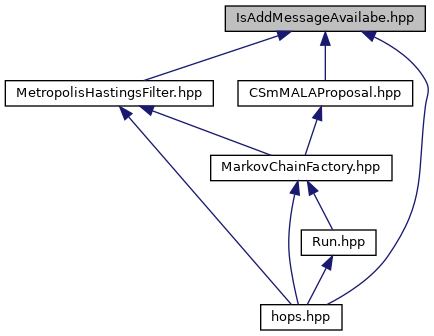 IsAddMessageAvailabe.hpp
MetropolisHastingsFilter.hpp
CSmMALAProposal.hpp
MarkovChainFactory.hpp
Run.hpp
hops.hpp